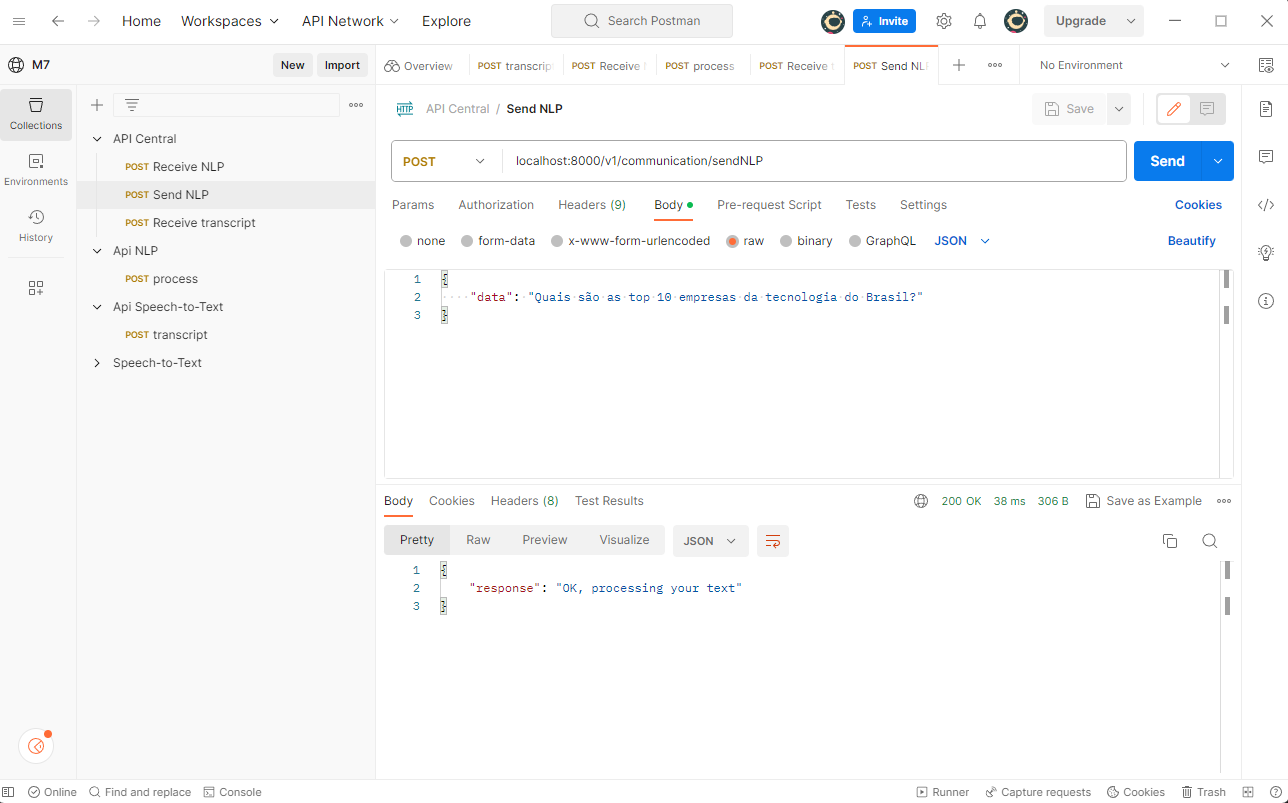 Home Workspaces API Network Explore Search Postman Invite Upgrade
M7 New Import Overview POST transcrip POST Receive N POST process POST Receive t POST Send NLP No Environment
Collections
Environments
History
API Central
POST Receive NLP
POST Send NLP
POST Receive transcript
Api NLP
POST process
Api Speech-to-Text
POST transcript
Speech-to-Text
HTTP API Central / Send NLP Save
POST localhost:8000/v1/communication/sendNLP Send
Params Authorization Headers (9) Body Pre-request Script Tests Settings Cookies
none form-data x-www-form-urlencoded raw binary GraphQL JSON Beautify
1 {
2 "data": "Quais são as top 10 empresas da tecnologia do Brasil?"
3 }
Body Cookies Headers (8) Test Results 200 OK 38 ms 306 B Save as Example
Pretty Raw Preview Visualize JSON
1 {
2 "response": "OK, processing your text"
3 }
Online Find and replace Console Runner Capture requests Cookies Trash